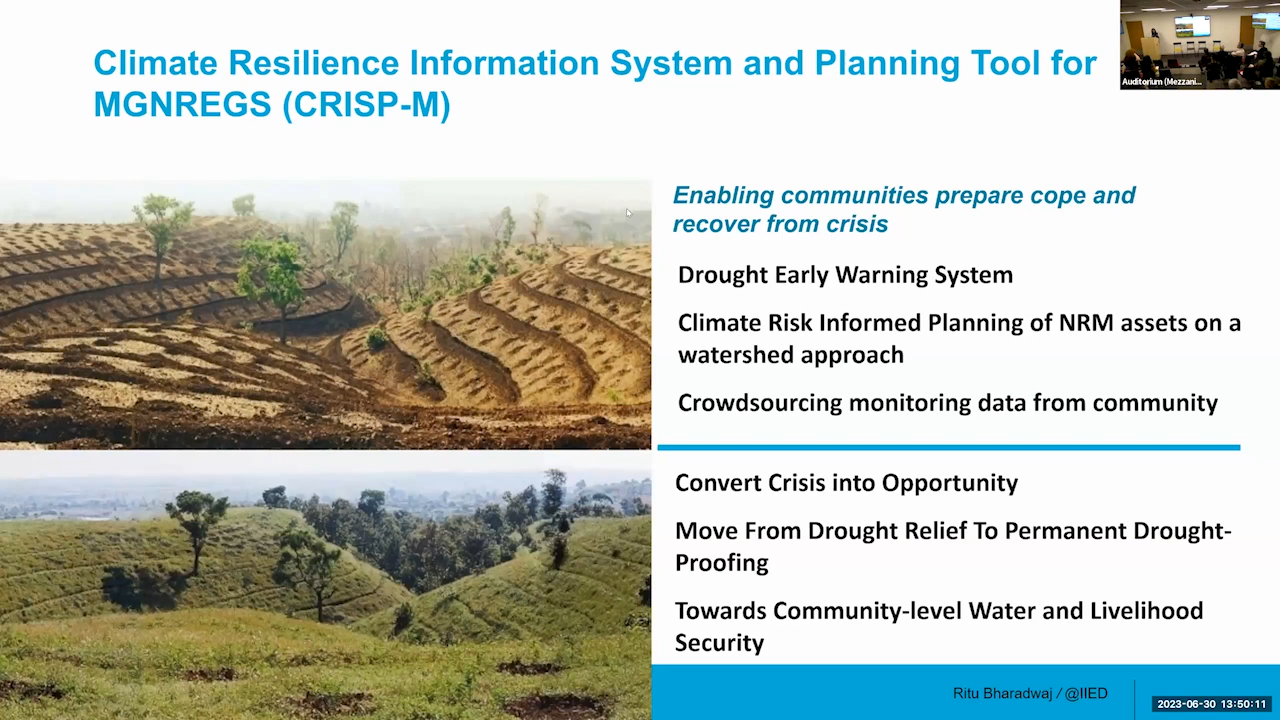 Climate Resilience Information System and Planning Tool for
MGNREGS (CRISP-M)
Auditorium (Mezzani...
Enabling communities prepare cope and
recover from crisis
Drought Early Warning System
Climate Risk Informed Planning of NRM assets on a
watershed approach
Crowdsourcing monitoring data from community
Convert Crisis into Opportunity
Move From Drought Relief To Permanent Drought-
Proofing
Towards Community-level Water and Livelihood
Security
Ritu Bharadwaj / @IIED
2023-06-30 13:50:11